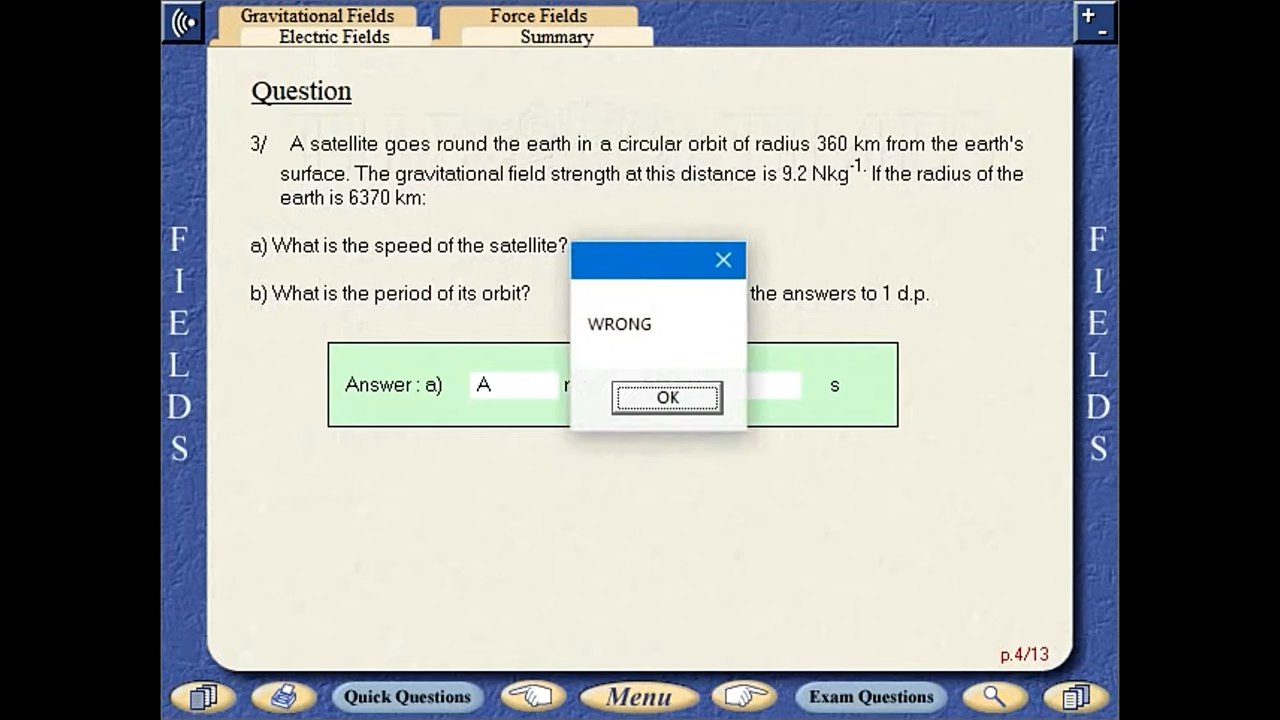 Gravitational Fields
Force Fields
Electric Fields
Summary
Question
3/ A satellite goes round the earth in a circular orbit of radius 360 km from the earth's
surface. The gravitational field strength at this distance is 9.2 Nkg⁻¹. If the radius of the
earth is 6370 km:
a) What is the speed of the satellite?
b) What is the period of its orbit? the answers to 1 d.p.
WRONG
OK
Answer : a) A s
FIELDS
FIELDS
p.4/13
Quick Questions
Menu
Exam Questions